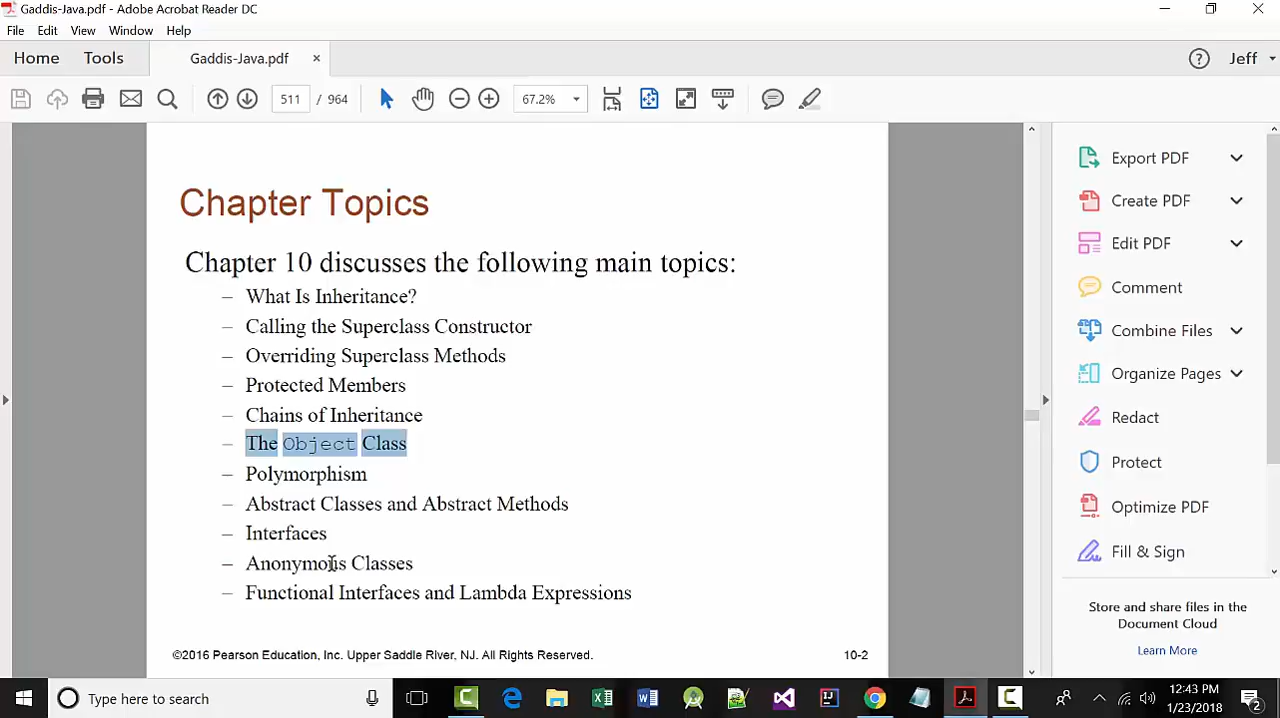 Gaddis-Java.pdf - Adobe Acrobat Reader DC
File Edit View Window Help
Home Tools Gaddis-Java.pdf × Jeff
511 / 964 67.2%
Chapter Topics
Chapter 10 discusses the following main topics:
– What Is Inheritance?
– Calling the Superclass Constructor
– Overriding Superclass Methods
– Protected Members
– Chains of Inheritance
– The Object Class
– Polymorphism
– Abstract Classes and Abstract Methods
– Interfaces
– Anonymous Classes
– Functional Interfaces and Lambda Expressions
©2016 Pearson Education, Inc. Upper Saddle River, NJ. All Rights Reserved. 10-2
Export PDF
Create PDF
Edit PDF
Comment
Combine Files
Organize Pages
Redact
Protect
Optimize PDF
Fill & Sign
Store and share files in the
Document Cloud
Learn More
Type here to search
12:43 PM
1/23/2018
2